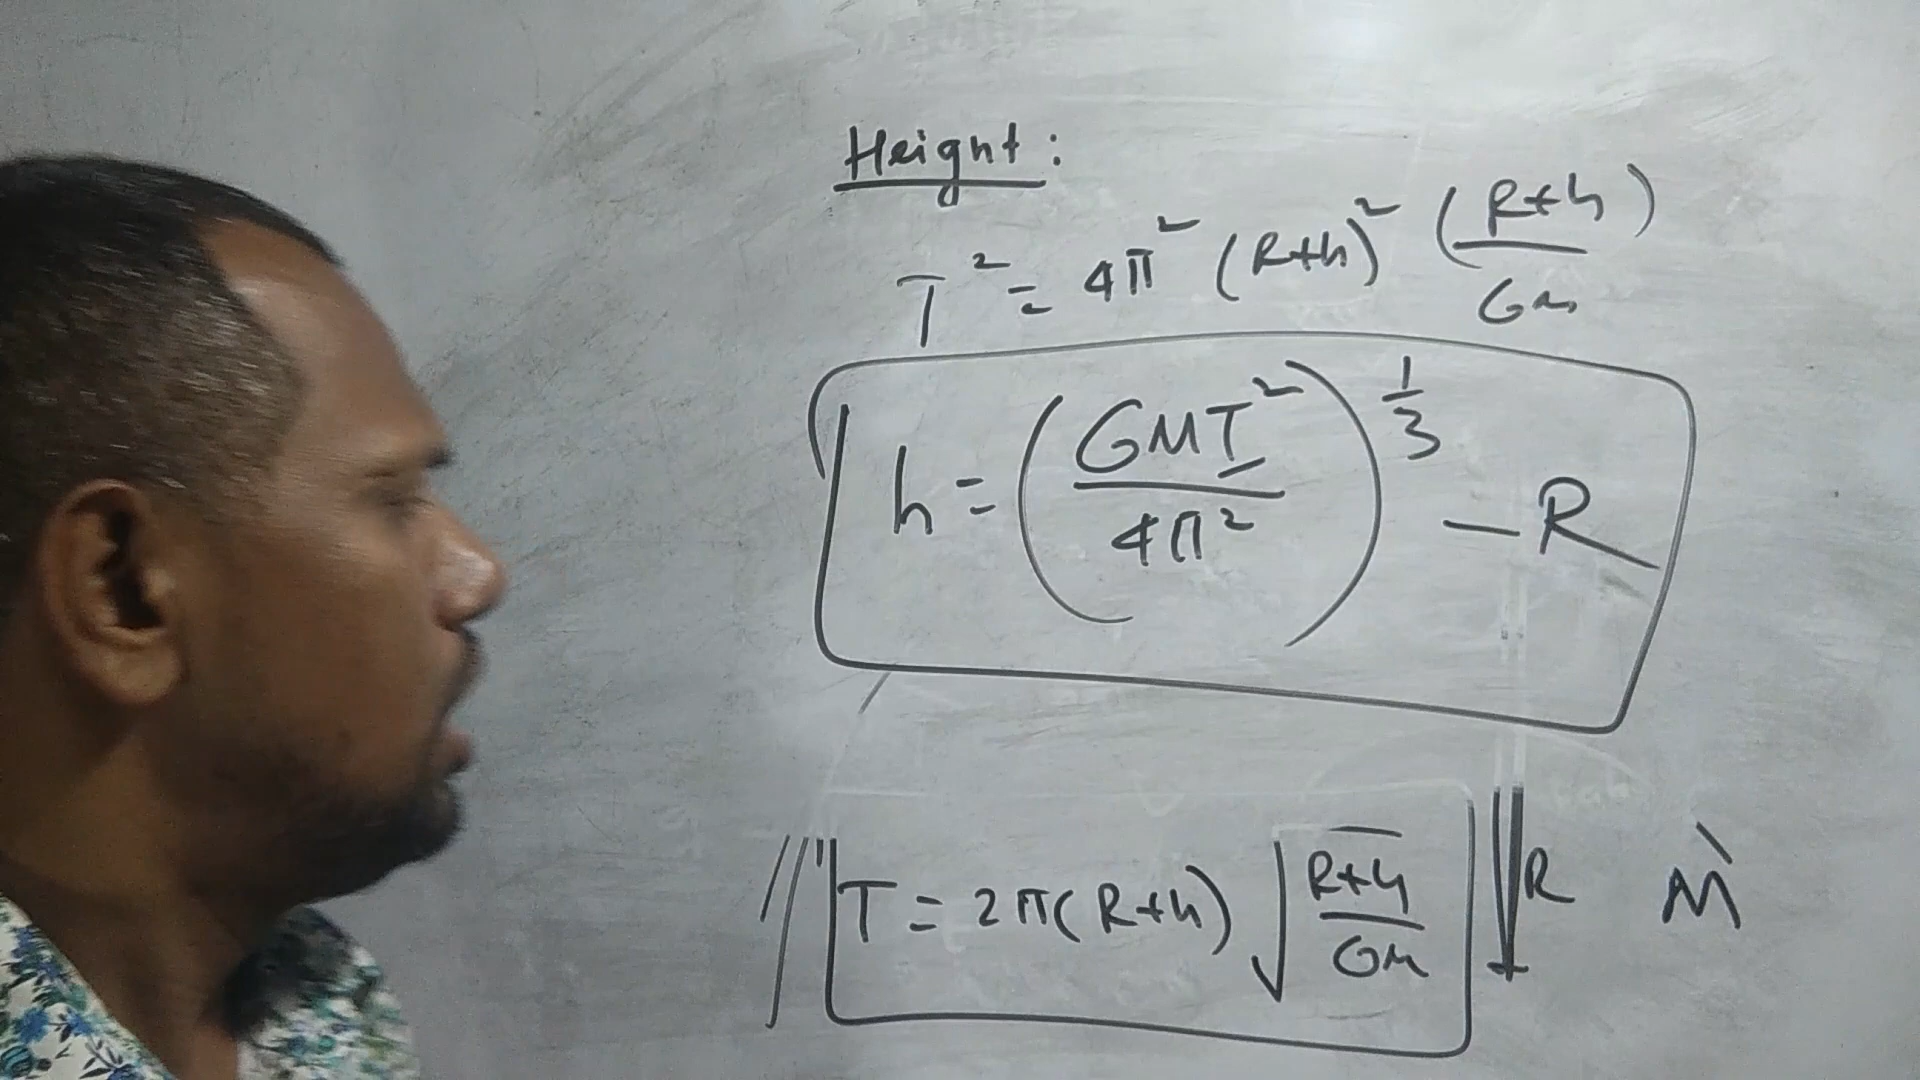 Height:
T² = 4π² (R+h)² (R+h / GM)
h = (GMT² / 4π²)^1/3 — R
T = 2π(R+h) √R+h / GM R M